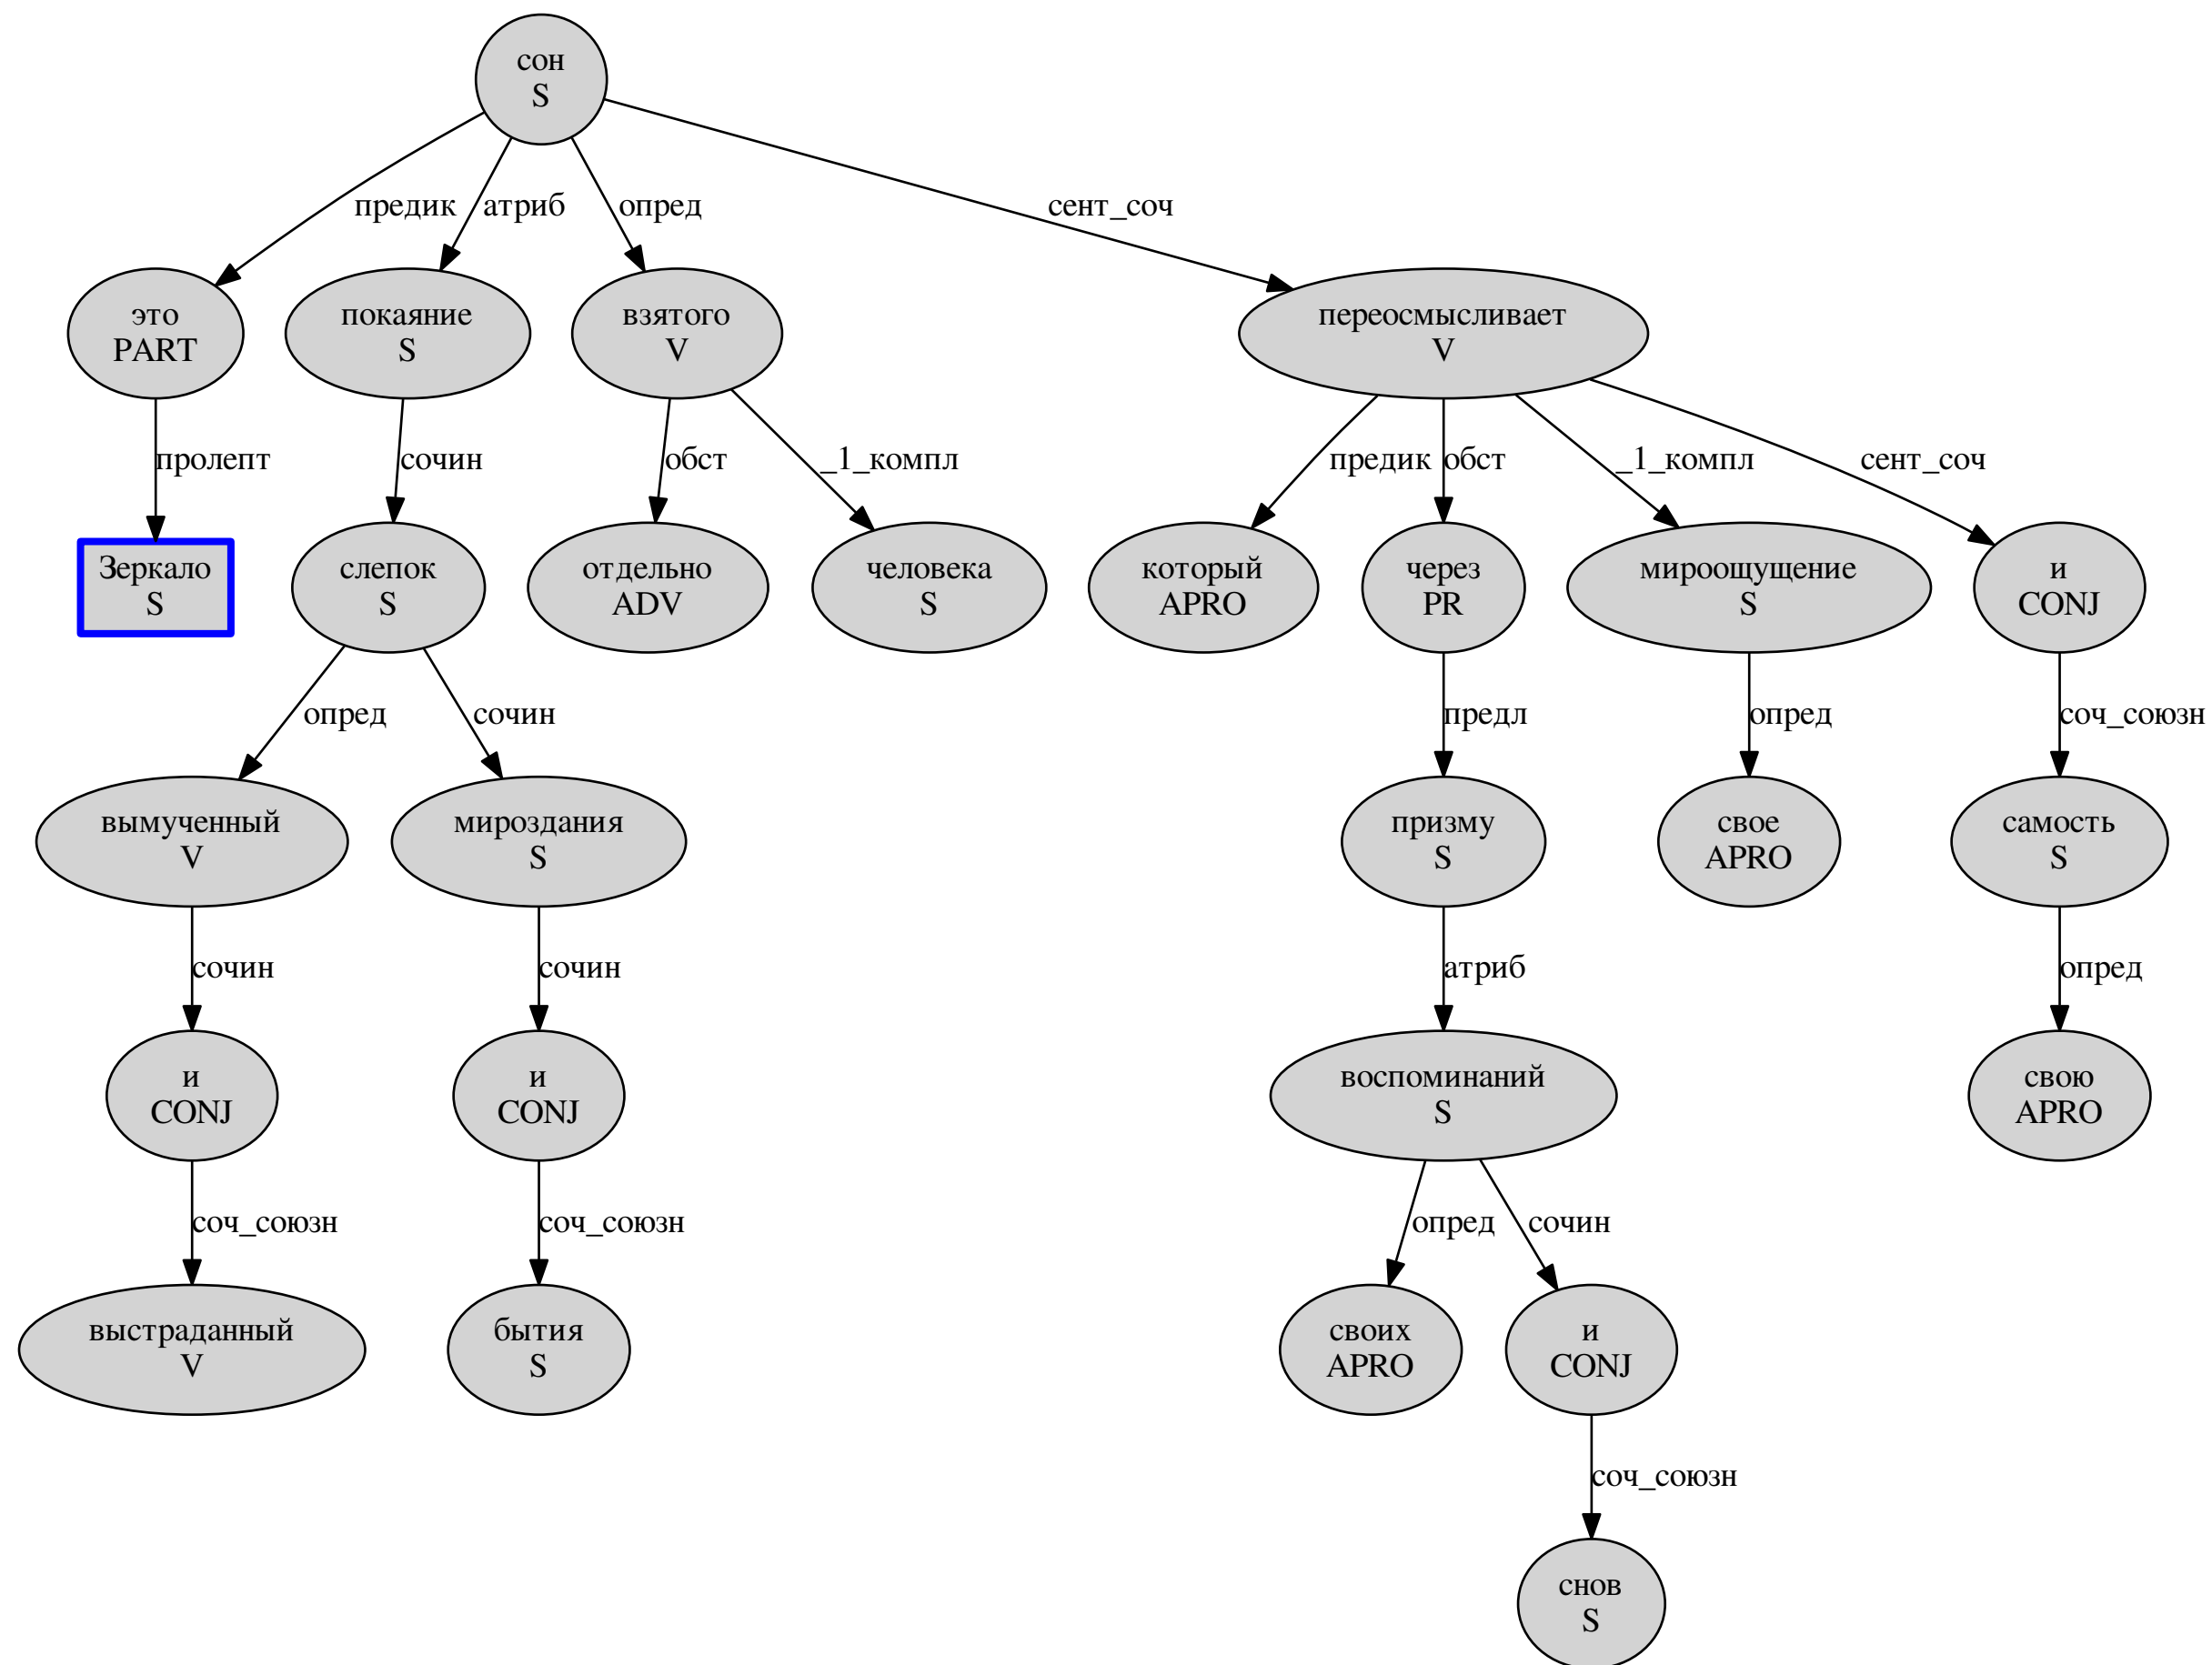 сон
S
предик
атриб
опред
сент_соч
это
PART
покаяние
S
взятого
V
переосмысливает
V
пролепт
сочин
обст
_1_компл
предик
обст
_1_компл
сент_соч
Зеркало
S
слепок
S
отдельно
ADV
человека
S
который
APRO
через
PR
мироощущение
S
и
CONJ
опред
сочин
предл
опред
соч_союзн
вымученный
V
мироздания
S
призму
S
свое
APRO
самость
S
сочин
сочин
атриб
опред
и
CONJ
и
CONJ
воспоминаний
S
свою
APRO
соч_союзн
соч_союзн
опред
сочин
выстраданный
V
бытия
S
своих
APRO
и
CONJ
соч_союзн
снов
S